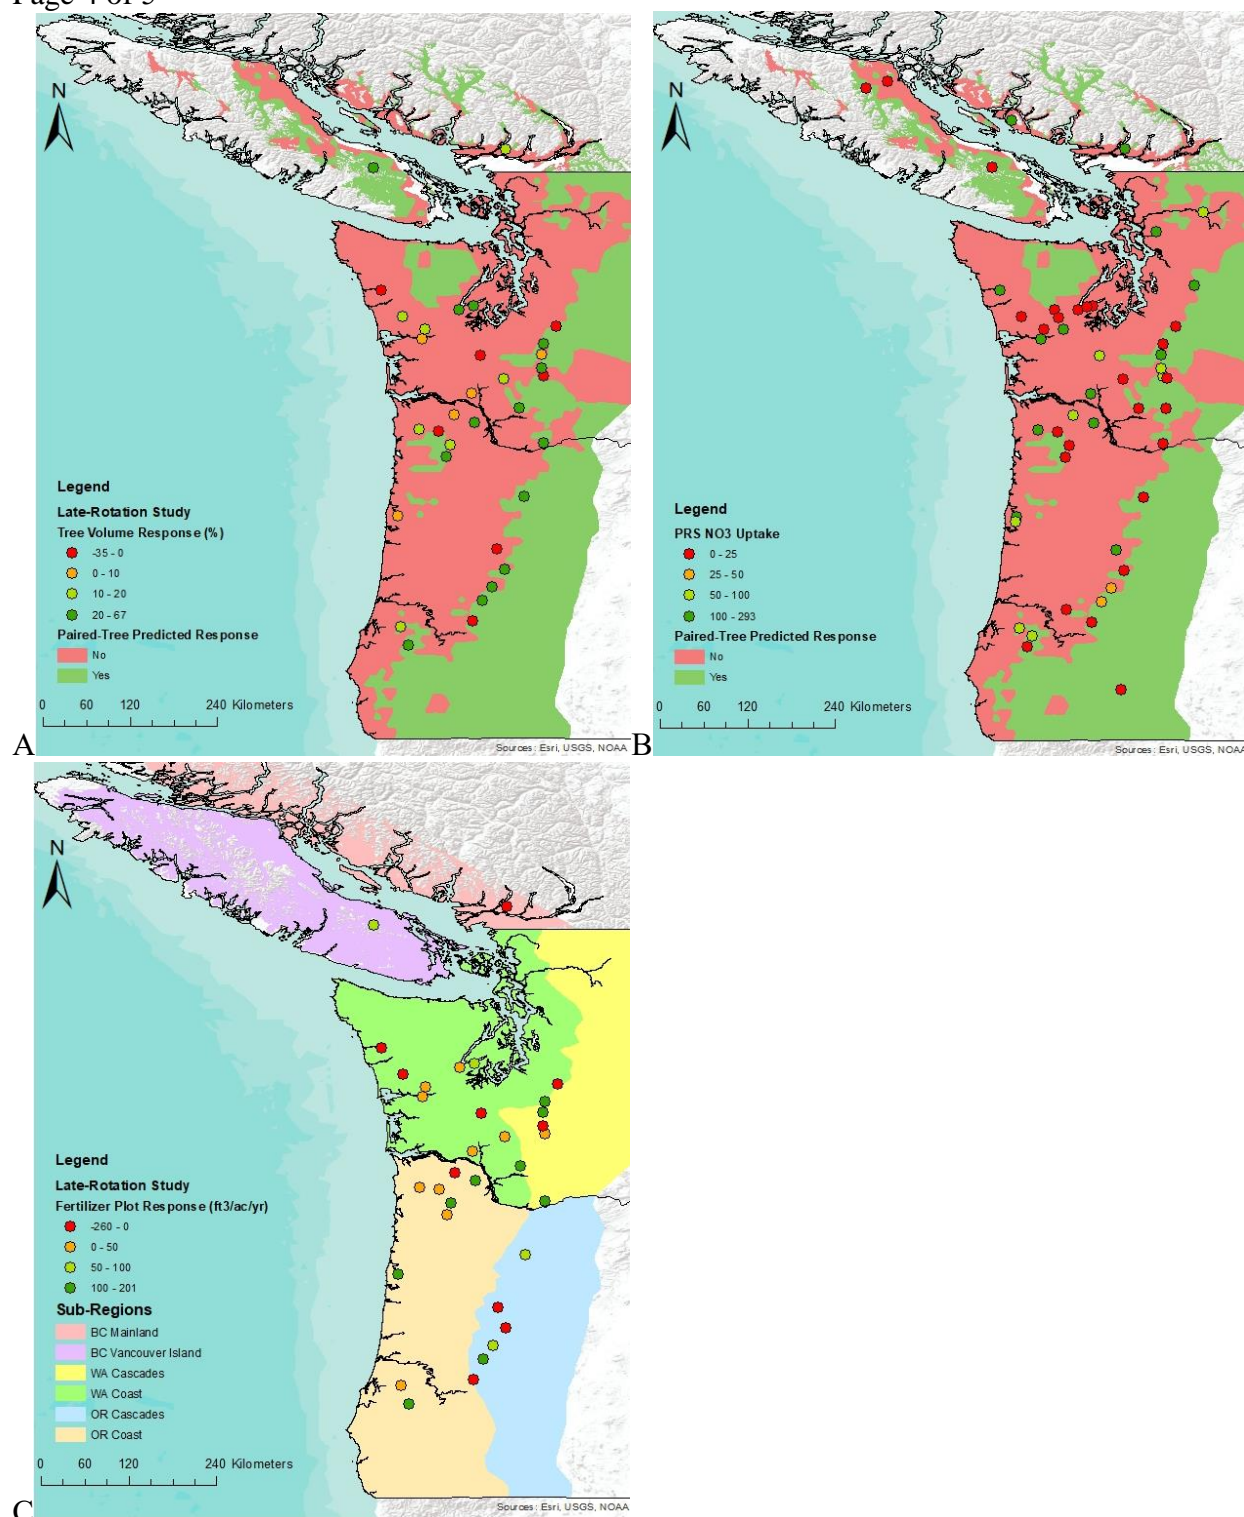 Page 4 of 5
N
Legend
Late-Rotation Study
Tree Volume Response (%)
-35 - 0
0 - 10
10 - 20
20 - 67
Paired-Tree Predicted Response
No
Yes
0 60 120 240 Kilometers
Sources: Esri, USGS, NOAA
A
N
Legend
PRS NO3 Uptake
0 - 25
25 - 50
50 - 100
100 - 293
Paired-Tree Predicted Response
No
Yes
0 60 120 240 Kilometers
Sources: Esri, USGS, NOAA
B
N
Legend
Late-Rotation Study
Fertilizer Plot Response (ft3/ac/yr)
-260 - 0
0 - 50
50 - 100
100 - 201
Sub-Regions
BC Mainland
BC Vancouver Island
WA Cascades
WA Coast
OR Cascades
OR Coast
0 60 120 240 Kilometers
Sources: Esri, USGS, NOAA
C